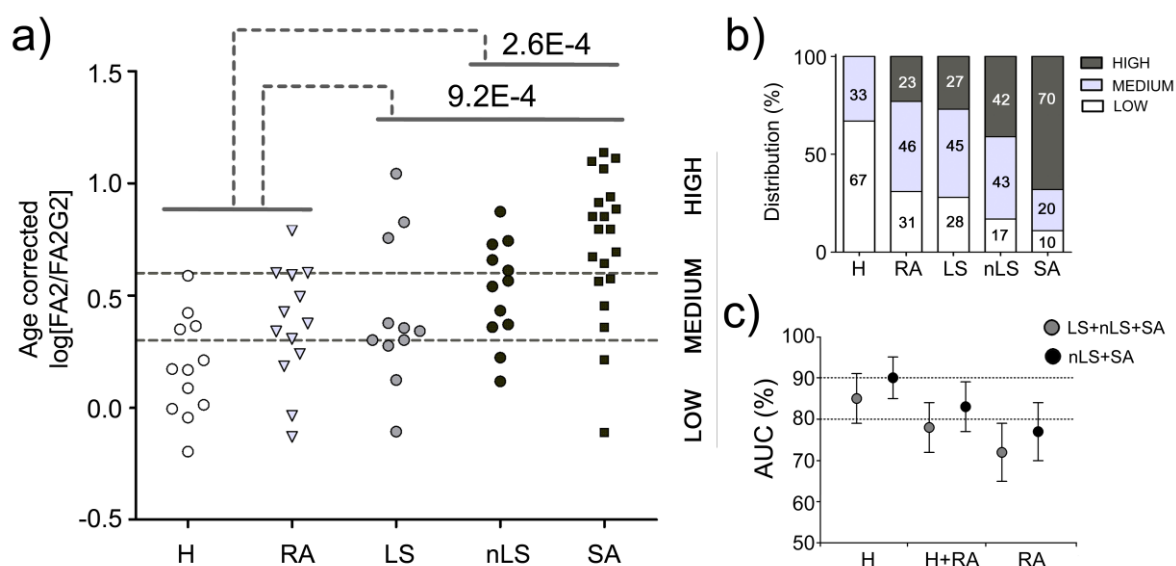 a)
2.6E-4
9.2E-4
1.5
1.0
0.5
0.0
-0.5
Age corrected
log[FA2/FA2G2]
H RA LS nLS SA
HIGH
MEDIUM
LOW
b)
HIGH
MEDIUM
LOW
Distribution (%)
100
50
0
33 23 27 42 70
67 46 45 43 20
31 28 17 10
H RA LS nLS SA
c)
LS+nLS+SA
nLS+SA
AUC (%)
100
90
80
70
60
50
H H+RA RA